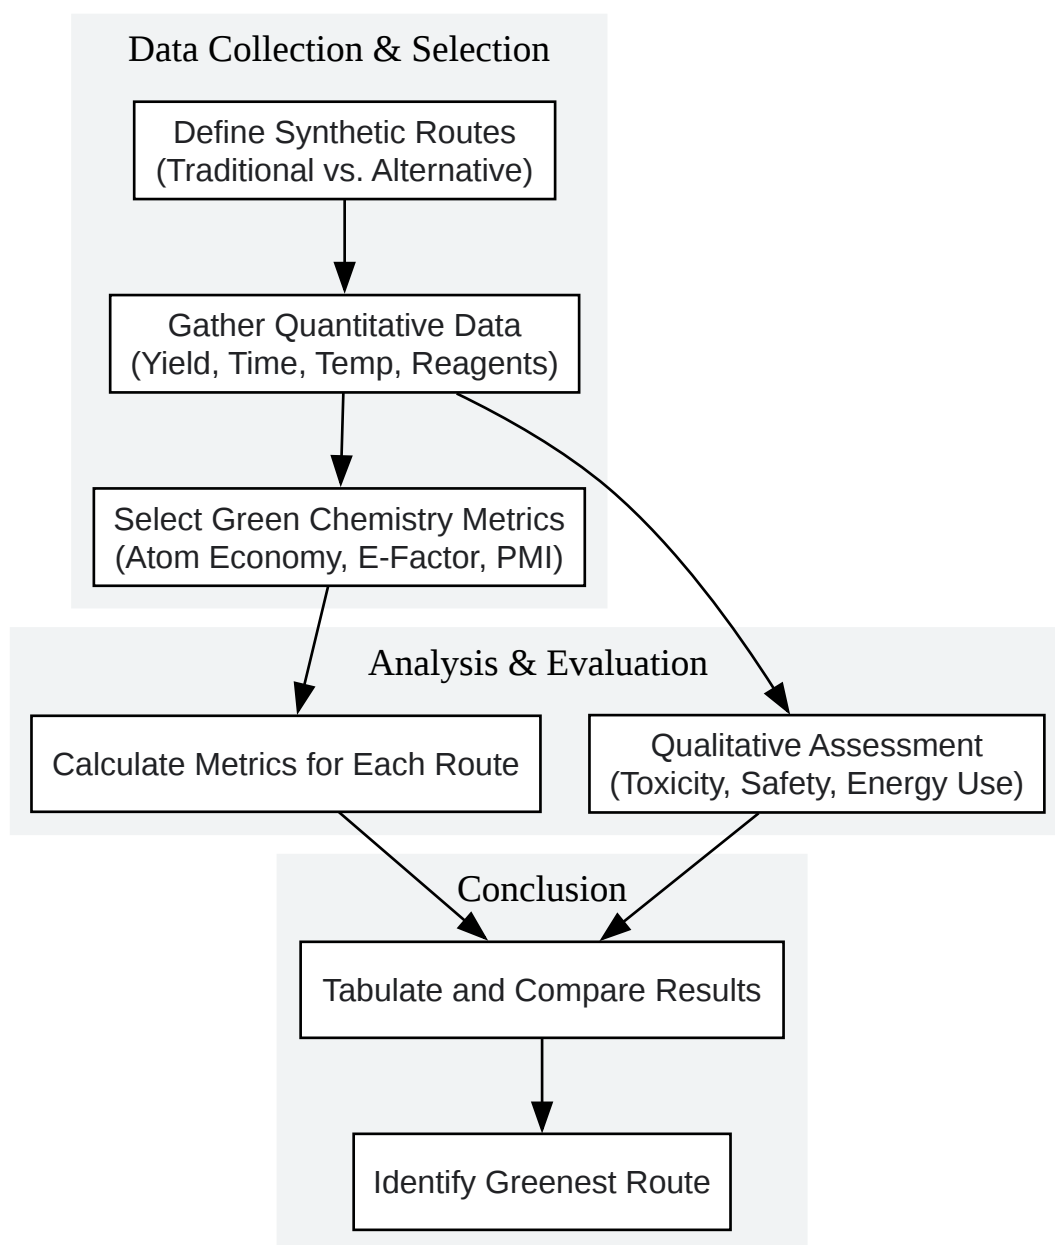 Data Collection & Selection
Define Synthetic Routes
(Traditional vs. Alternative)
Gather Quantitative Data
(Yield, Time, Temp, Reagents)
Select Green Chemistry Metrics
(Atom Economy, E-Factor, PMI)
Analysis & Evaluation
Calculate Metrics for Each Route
Qualitative Assessment
(Toxicity, Safety, Energy Use)
Conclusion
Tabulate and Compare Results
Identify Greenest Route